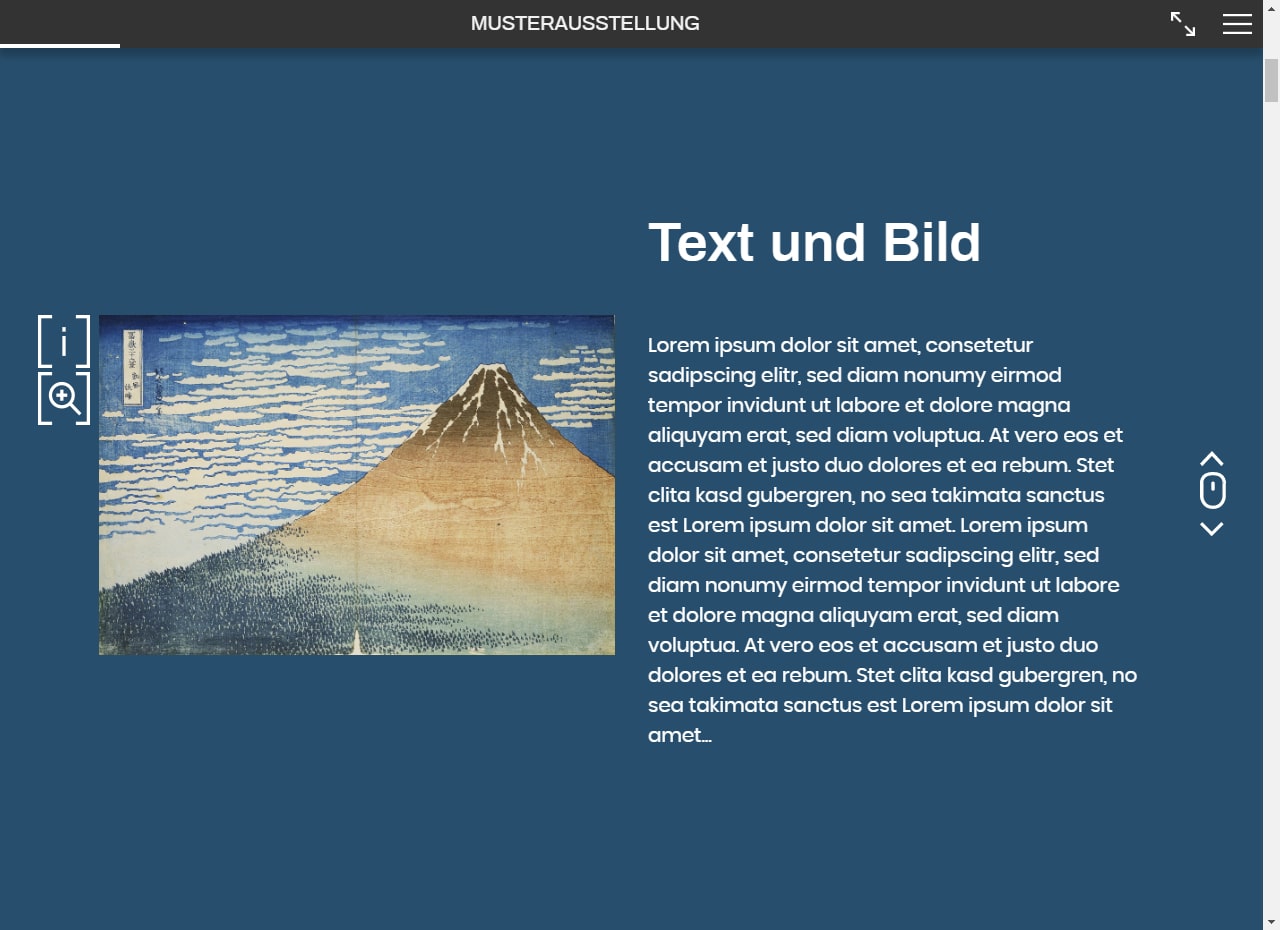 MUSTERAUSSTELLUNG
Text und Bild
i
Lorem ipsum dolor sit amet, consetetur
sadipscing elitr, sed diam nonumy eirmod
tempor invidunt ut labore et dolore magna
aliquyam erat, sed diam voluptua. At vero eos et
accusam et justo duo dolores et ea rebum. Stet
clita kasd gubergren, no sea takimata sanctus
est Lorem ipsum dolor sit amet. Lorem ipsum
dolor sit amet, consetetur sadipscing elitr, sed
diam nonumy eirmod tempor invidunt ut labore
et dolore magna aliquyam erat, sed diam
voluptua. At vero eos et accusam et justo duo
dolores et ea rebum. Stet clita kasd gubergren, no
sea takimata sanctus est Lorem ipsum dolor sit
amet...